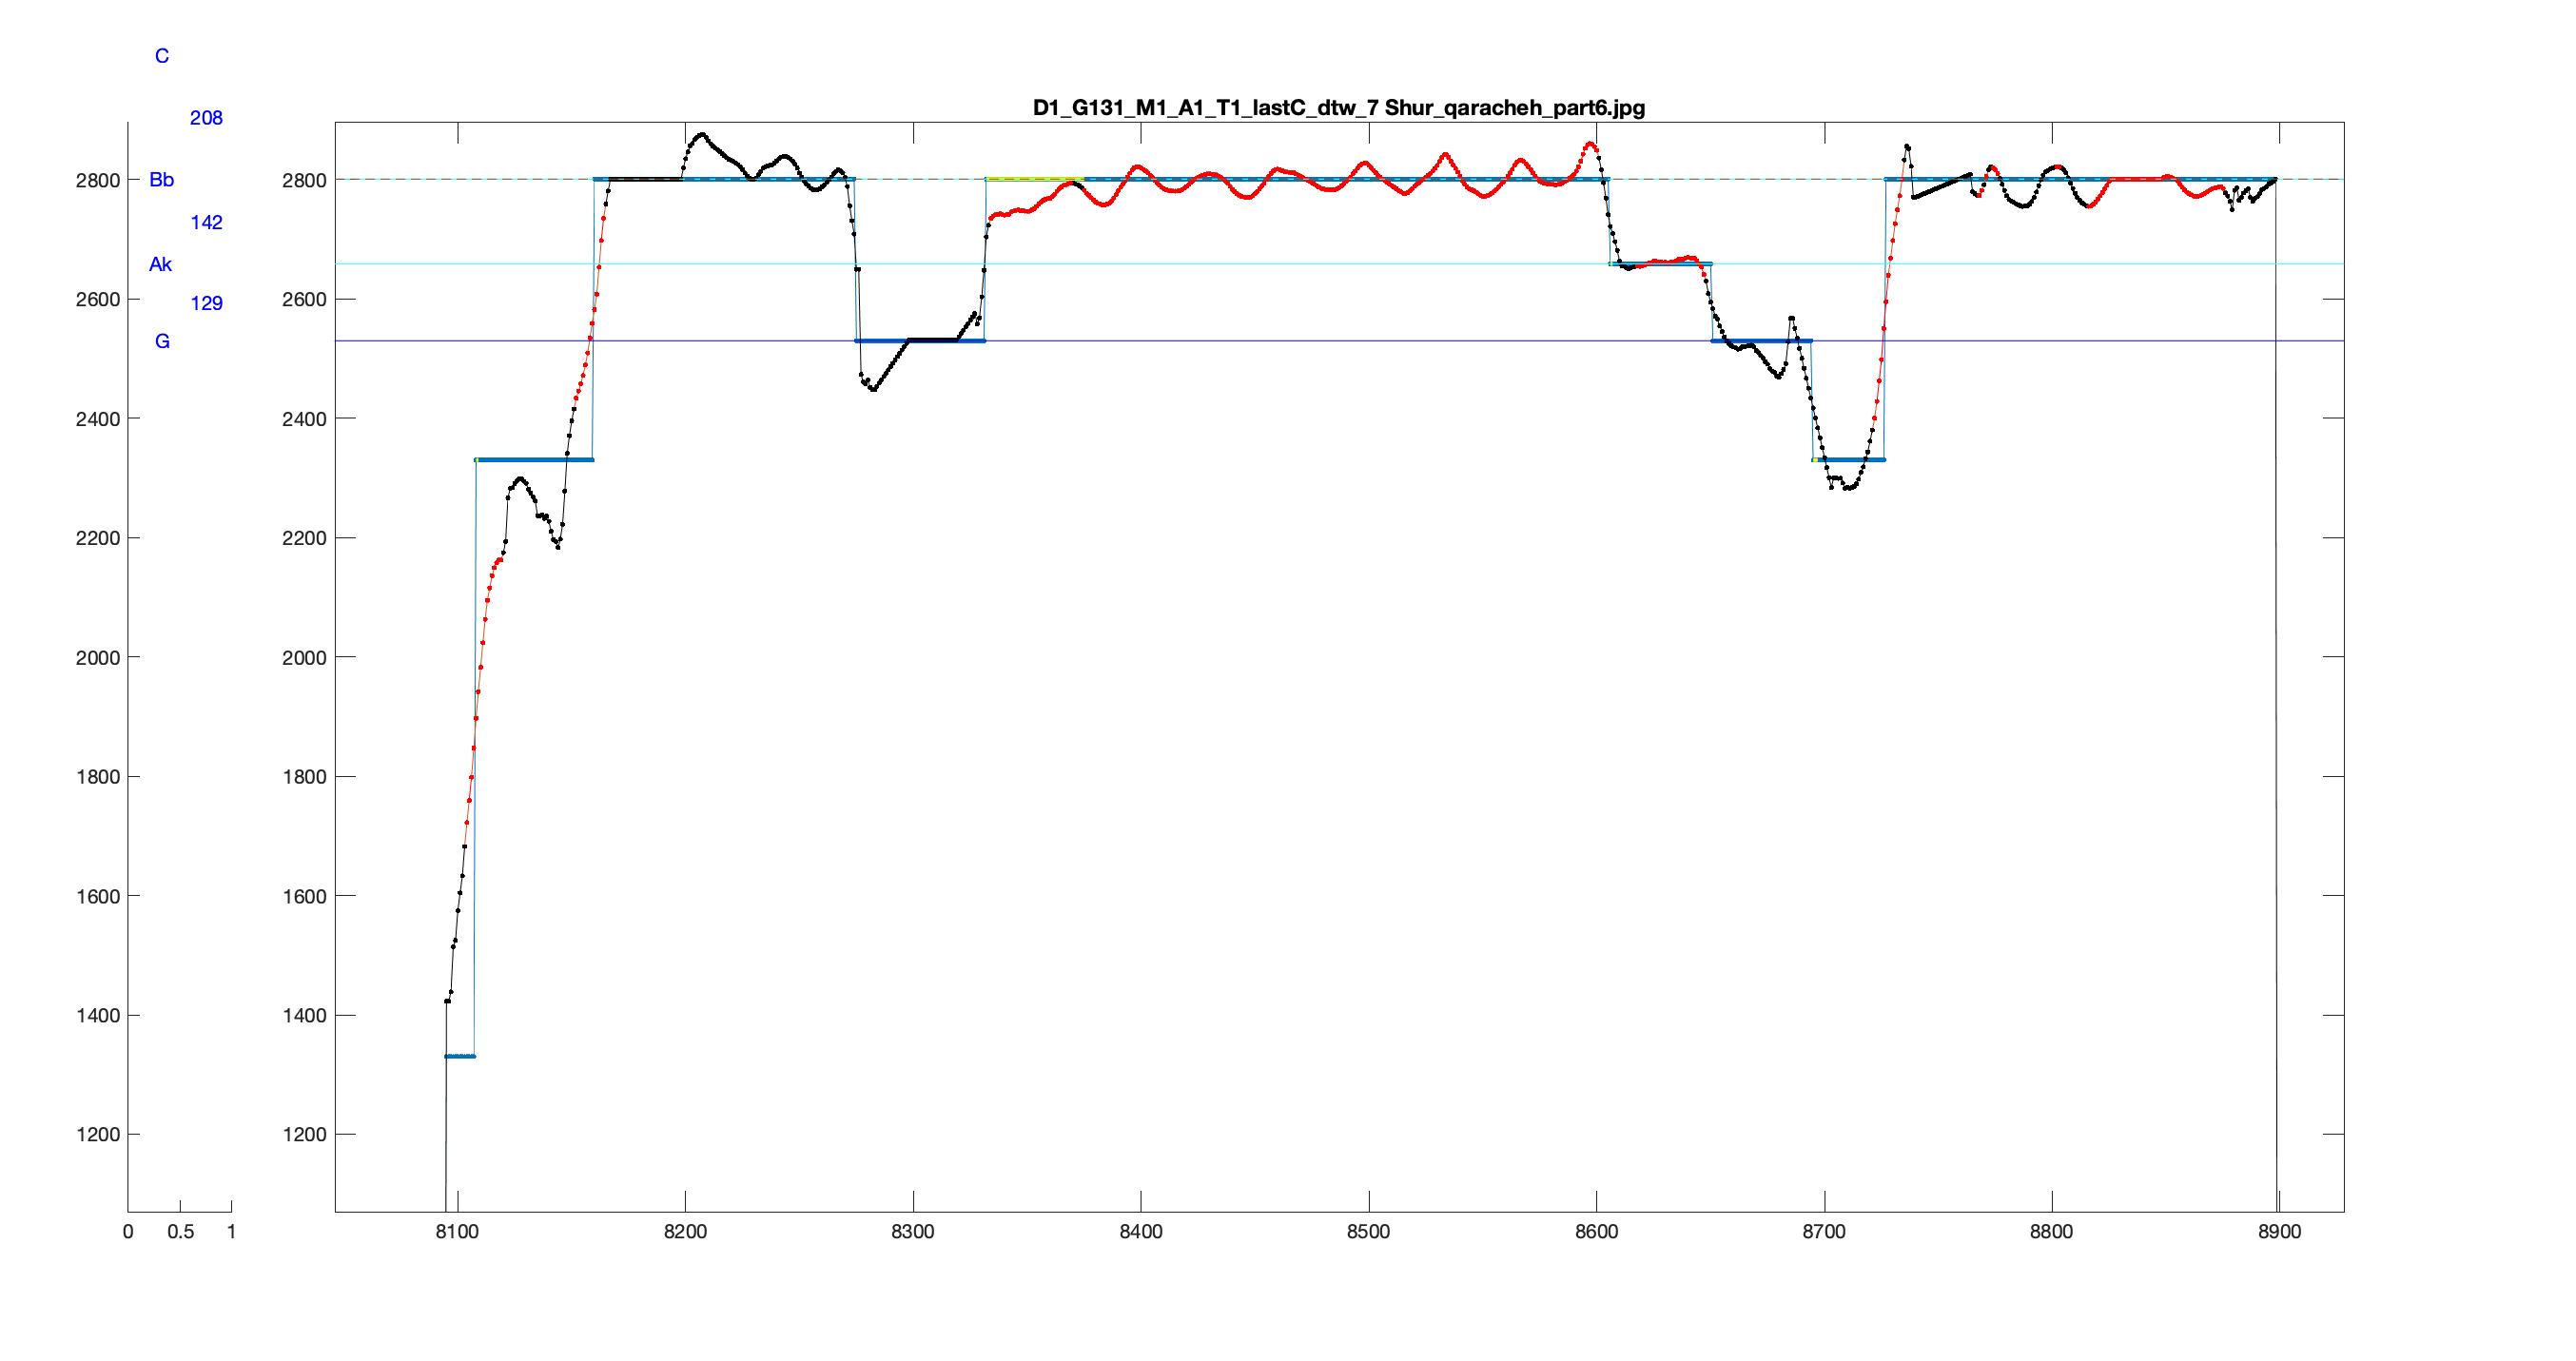 C
208
D1_G131_M1_A1_T1_lastC_dtw_7 Shur_qaracheh_part6.jpg
2800 Bb 2800
142
Ak
2600 129 2600
G
2400 2400
2200 2200
2000 2000
1800 1800
1600 1600
1400 1400
1200 1200
0 0.5 1 8100 8200 8300 8400 8500 8600 8700 8800 8900